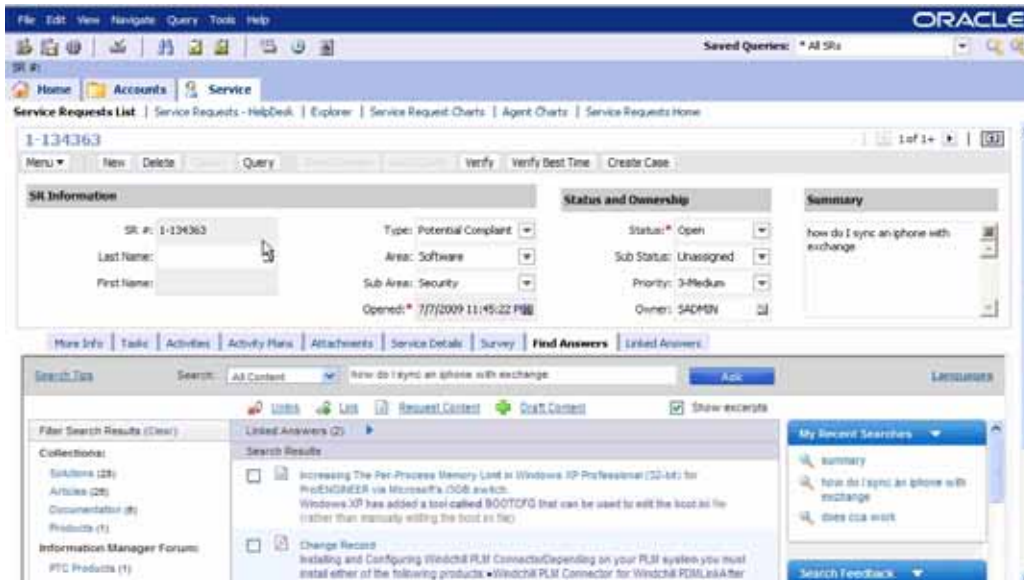 File Edit View Navigate Query Tools Help
ORACLE
Saved Queries: * All SRs
SR #:
Home Accounts Service
Service Requests List | Service Requests - HelpDesk | Explorer | Service Request Charts | Agent Charts | Service Requests Home
1-134363
1 of 1+
Menu New Delete Query Verify Verify Best Time Create Case
SR Information
Status and Ownership
Summary
SR #: 1-134363
Type: Potential Complaint
Status:* Open
how do I sync an iphone with exchange
Last Name:
Area: Software
Sub Status: Unassigned
First Name:
Sub Area: Security
Priority: 3-Medium
Opened:* 7/7/2009 11:45:22 PM
Owner: SADMIN
More Info | Tasks | Activities | Activity Plans | Attachments | Service Details | Survey | Find Answers | Linked Answers
Search Tips
Search: All Content
how do I sync an iphone with exchange
Ask
Languages
Unlink Link Request Content Draft Content Show excerpts
Filter Search Results (Clear)
Linked Answers (2)
My Recent Searches
Collections:
Search Results
Solutions (28)
Articles (28)
Documentation (8)
Products (1)
Increasing The Per-Process Memory Limit in Windows XP Professional (32-bit) for
Pro/ENGINEER via Microsoft's /3GB switch.
Windows XP has added a tool called BOOTCFG that can be used to edit the boot.ini file
(rather than manually editing the boot.ini file)
summary
how do I sync an iphone with
exchange
does cca work
Information Manager Forum:
PTC Products (1)
Change Record
Installing and Configuring Windchill PLM ConnectorDepending on your PLM system you must
install either of the following products: •Windchill PLM Connector for Windchill PDMLinkAfter
Search Feedback